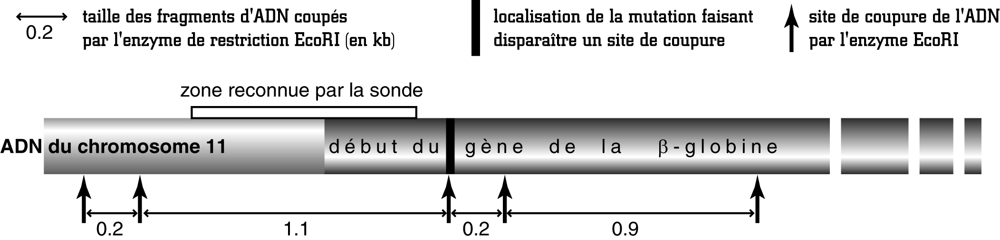 taille des fragments d'ADN coupés
par l'enzyme de restriction EcoRI (en kb)
0.2
localisation de la mutation faisant
disparaître un site de coupure
site de coupure de l'ADN
par l'enzyme EcoRI
zone reconnue par la sonde
ADN du chromosome 11 début du gène de la β-globine
0.2 1.1 0.2 0.9